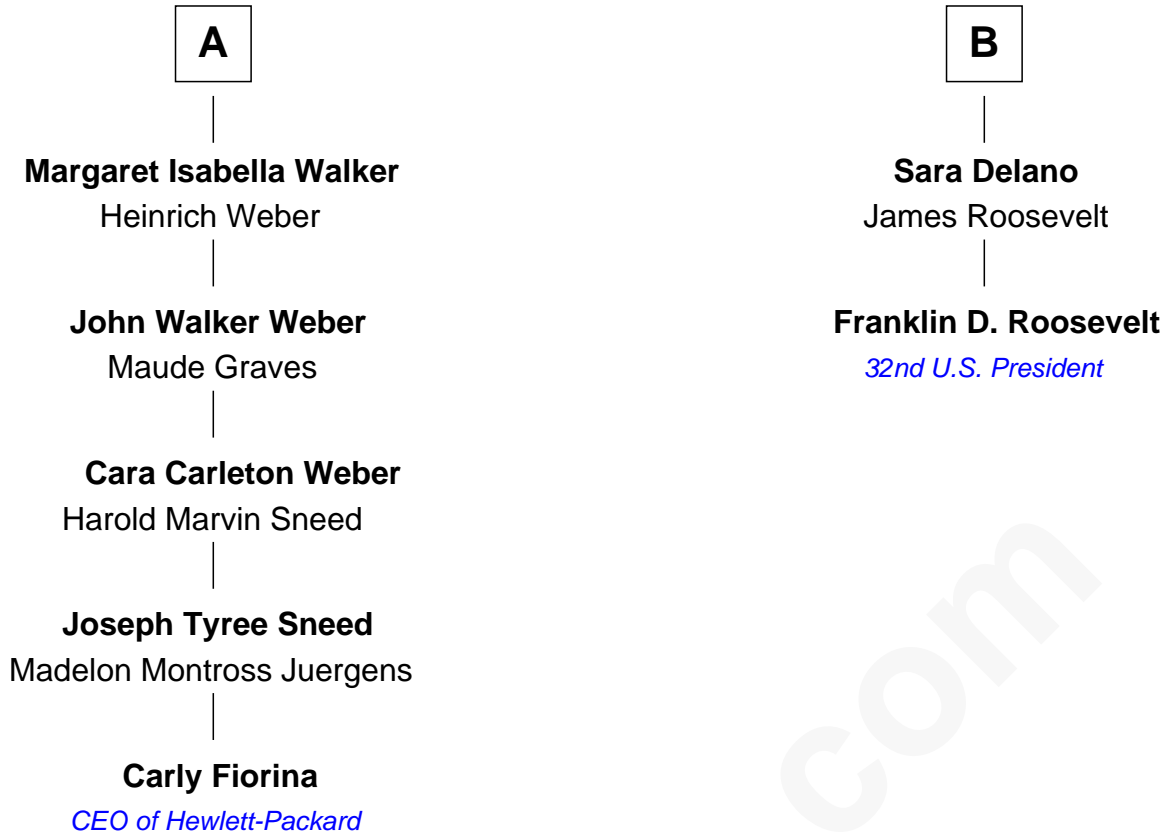 A
Margaret Isabella Walker
Heinrich Weber
John Walker Weber
Maude Graves
Cara Carleton Weber
Harold Marvin Sneed
Joseph Tyree Sneed
Madelon Montross Juergens
Carly Fiorina
CEO of Hewlett-Packard
B
Sara Delano
James Roosevelt
Franklin D. Roosevelt
32nd U.S. President
com